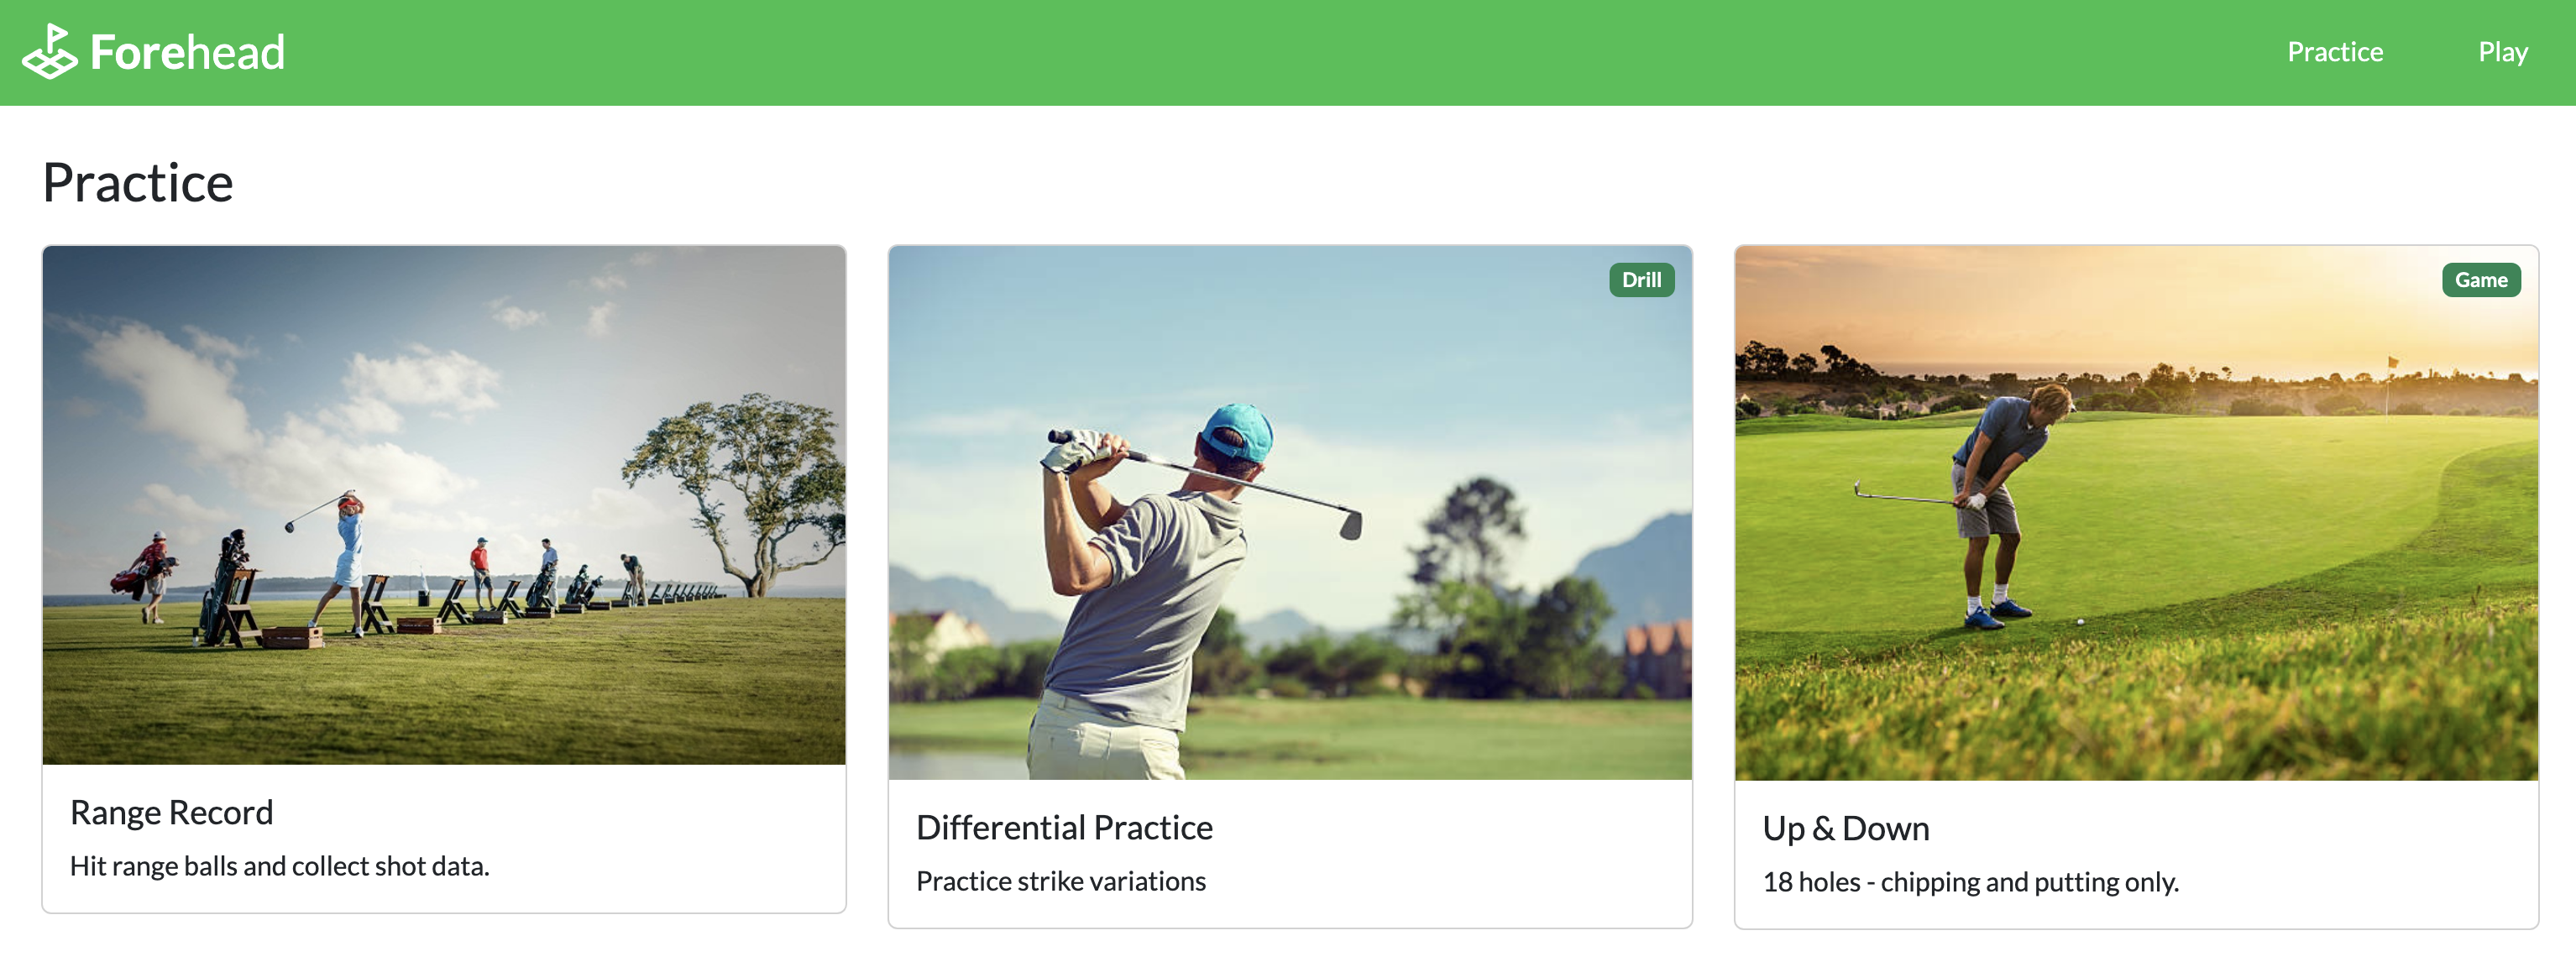 Forehead
Practice
Play
Practice
Drill
Game
Range Record
Hit range balls and collect shot data.
Differential Practice
Practice strike variations
Up & Down
18 holes - chipping and putting only.